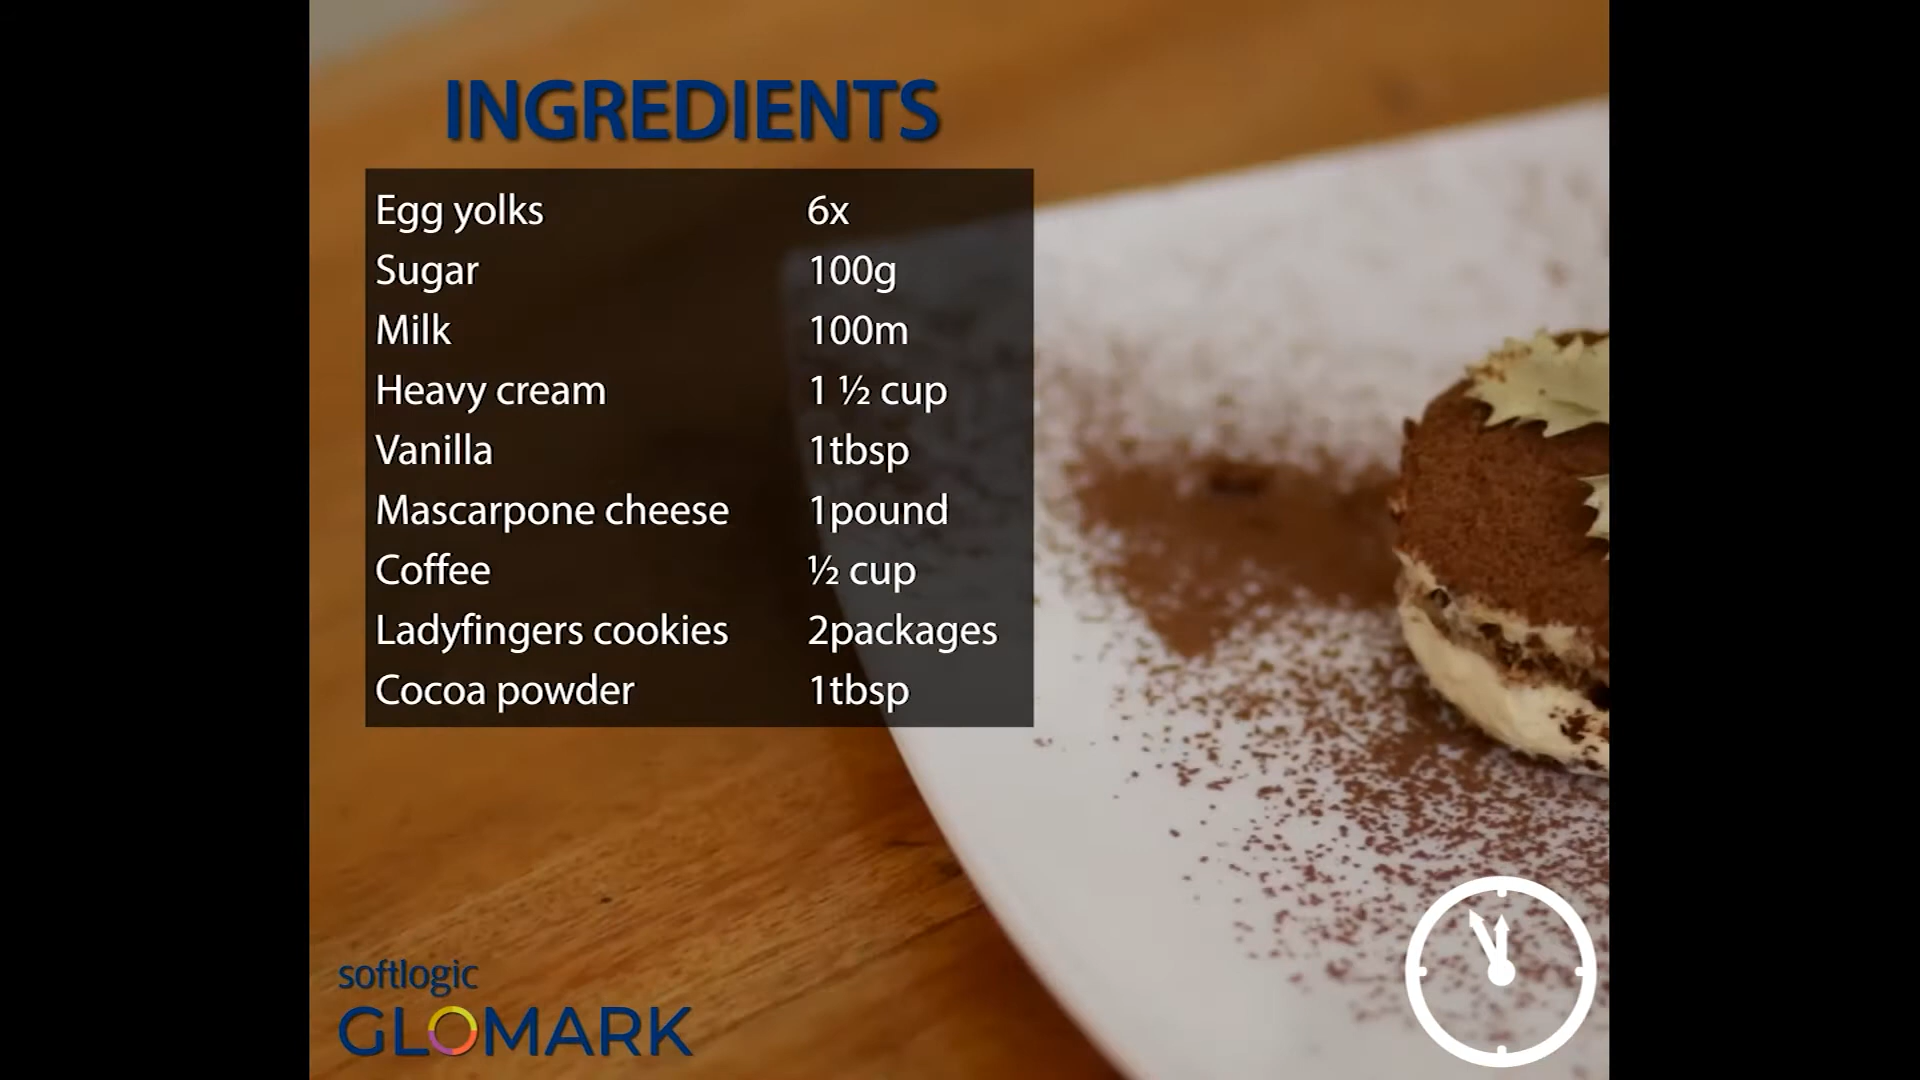 INGREDIENTS
Egg yolks 6x
Sugar 100g
Milk 100m
Heavy cream 1 ½ cup
Vanilla 1tbsp
Mascarpone cheese 1pound
Coffee ½ cup
Ladyfingers cookies 2packages
Cocoa powder 1tbsp
softlogic
GLOMARK